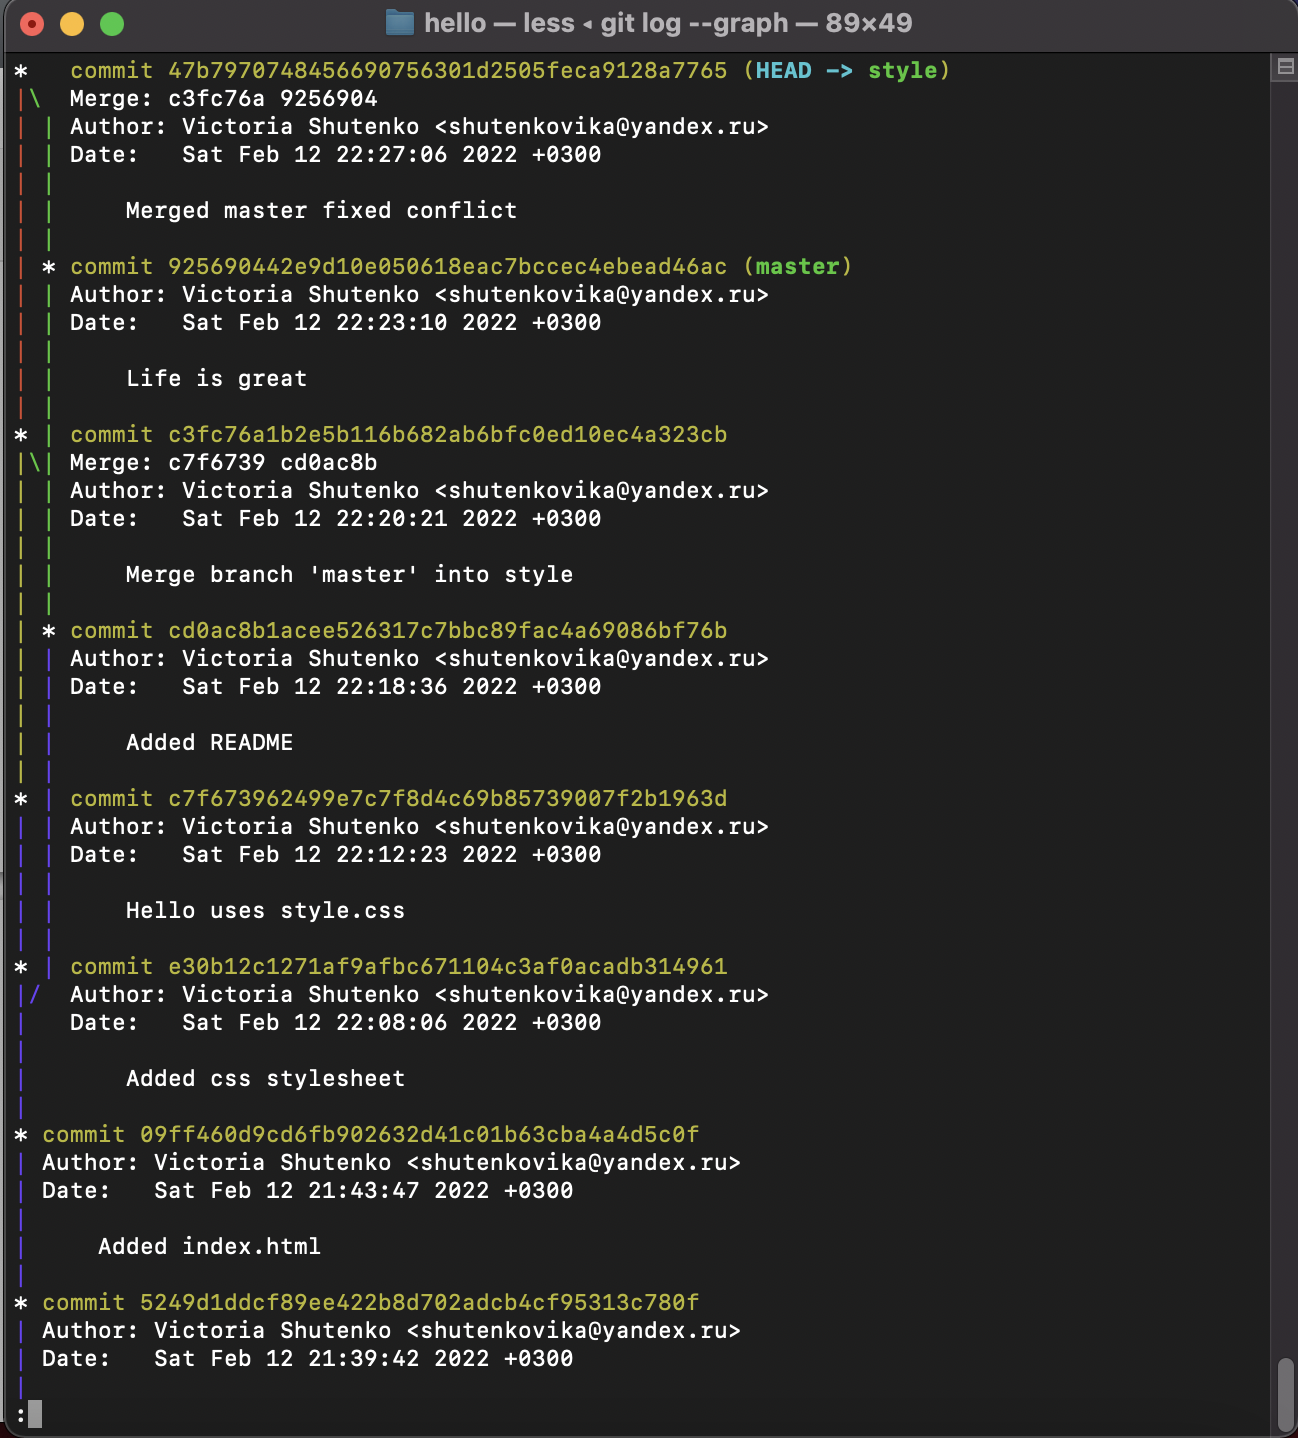 hello — less ◂ git log --graph — 89×49
*   commit 47b7970748456690756301d2505feca9128a7765 (HEAD -> style)
|\  Merge: c3fc76a 9256904
| | Author: Victoria Shutenko <shutenkovika@yandex.ru>
| | Date:   Sat Feb 12 22:27:06 2022 +0300
| |
| |     Merged master fixed conflict
| |
| * commit 925690442e9d10e050618eac7bccec4ebead46ac (master)
| | Author: Victoria Shutenko <shutenkovika@yandex.ru>
| | Date:   Sat Feb 12 22:23:10 2022 +0300
| |
| |     Life is great
| |
* | commit c3fc76a1b2e5b116b682ab6bfc0ed10ec4a323cb
|\| Merge: c7f6739 cd0ac8b
| | Author: Victoria Shutenko <shutenkovika@yandex.ru>
| | Date:   Sat Feb 12 22:20:21 2022 +0300
| |
| |     Merge branch 'master' into style
| |
| * commit cd0ac8b1acee526317c7bbc89fac4a69086bf76b
| | Author: Victoria Shutenko <shutenkovika@yandex.ru>
| | Date:   Sat Feb 12 22:18:36 2022 +0300
| |
| |     Added README
| |
* | commit c7f673962499e7c7f8d4c69b85739007f2b1963d
| | Author: Victoria Shutenko <shutenkovika@yandex.ru>
| | Date:   Sat Feb 12 22:12:23 2022 +0300
| |
| |     Hello uses style.css
| |
* | commit e30b12c1271af9afbc671104c3af0acadb314961
|/  Author: Victoria Shutenko <shutenkovika@yandex.ru>
|   Date:   Sat Feb 12 22:08:06 2022 +0300
|
|       Added css stylesheet
|
* commit 09ff460d9cd6fb902632d41c01b63cba4a4d5c0f
| Author: Victoria Shutenko <shutenkovika@yandex.ru>
| Date:   Sat Feb 12 21:43:47 2022 +0300
|
|     Added index.html
|
* commit 5249d1ddcf89ee422b8d702adcb4cf95313c780f
| Author: Victoria Shutenko <shutenkovika@yandex.ru>
| Date:   Sat Feb 12 21:39:42 2022 +0300
|
: